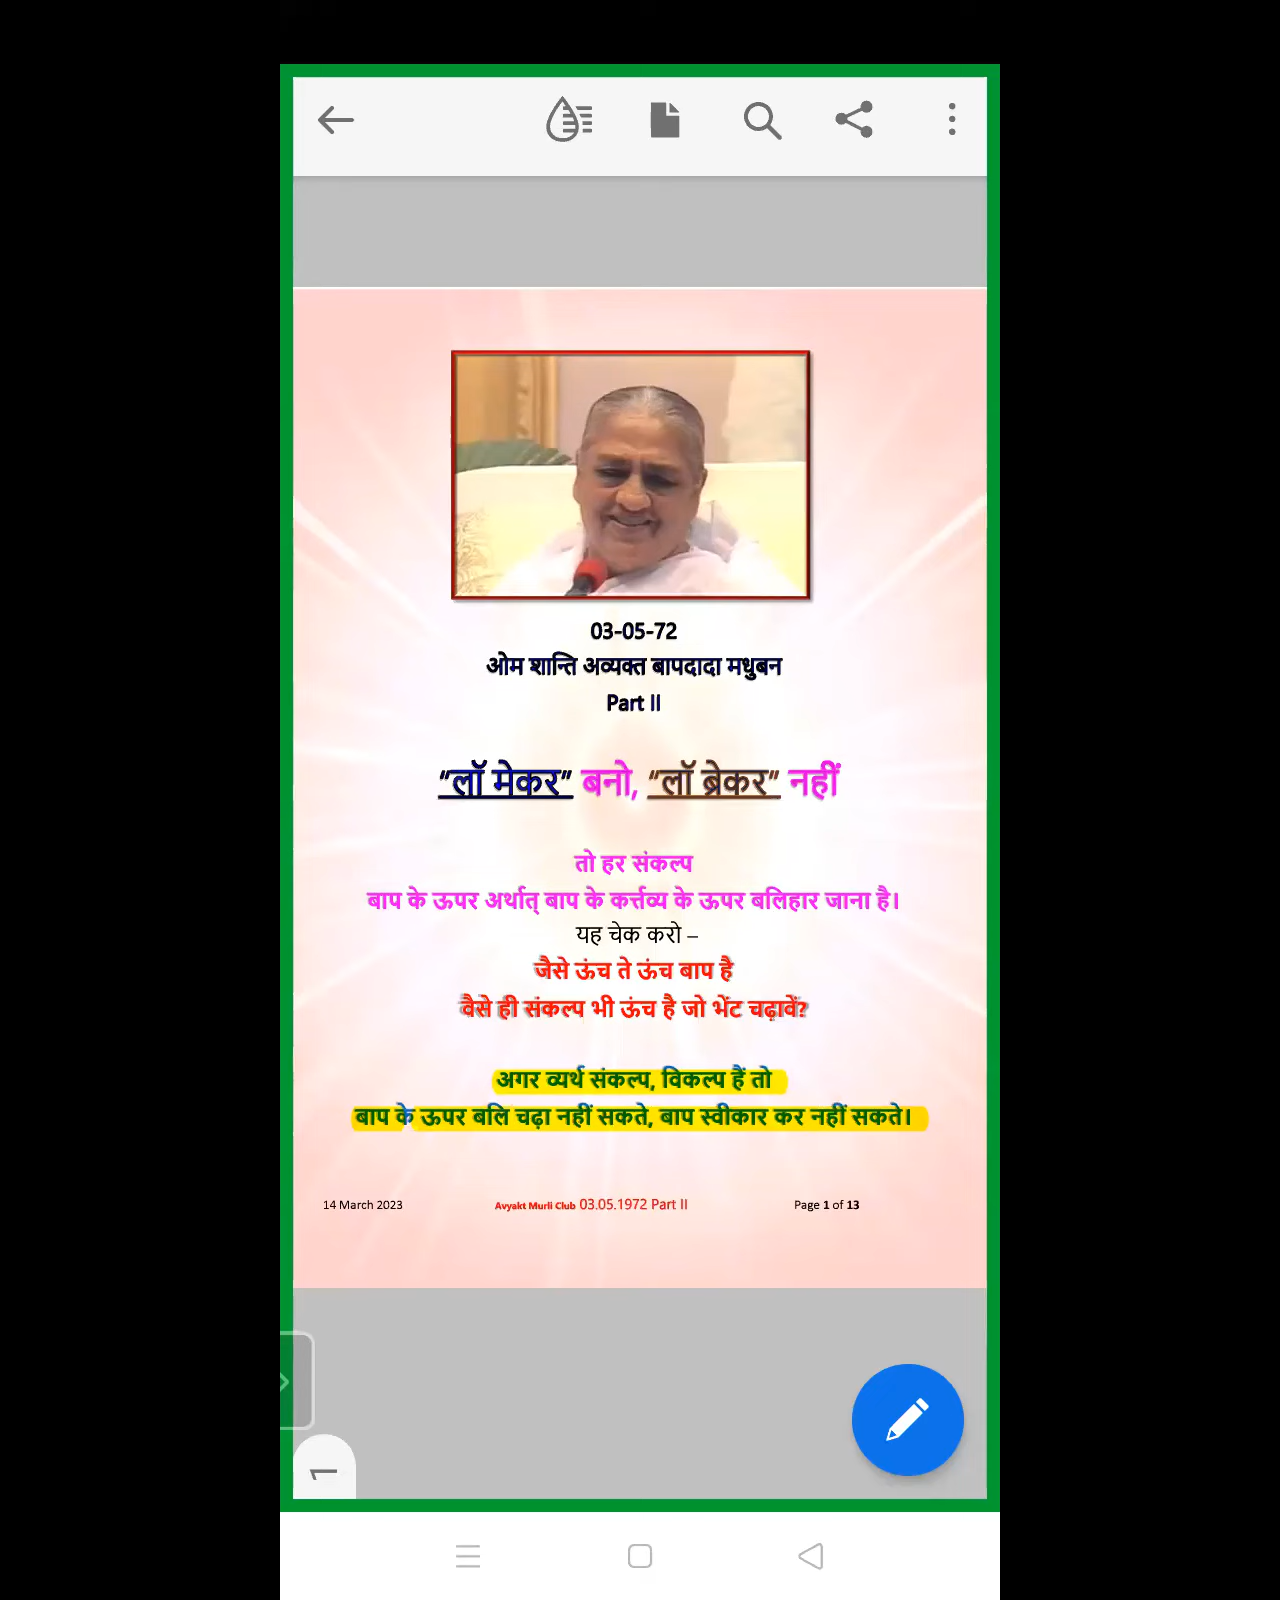 03-05-72
ओम शान्ति अव्यक्त बापदादा मधुबन
Part II
“लॉ मेकर” बनो, “लॉ ब्रेकर” नहीं
तो हर संकल्प
बाप के ऊपर अर्थात् बाप के कर्त्तव्य के ऊपर बलिहार जाना है।
यह चेक करो –
जैसे ऊंच ते ऊंच बाप है
वैसे ही संकल्प भी ऊंच है जो भेंट चढ़ावें?
अगर व्यर्थ संकल्प, विकल्प हैं तो
बाप के ऊपर बलि चढ़ा नहीं सकते, बाप स्वीकार कर नहीं सकते।
14 March 2023 Avyakt Murli Club 03.05.1972 Part II Page 1 of 13
1